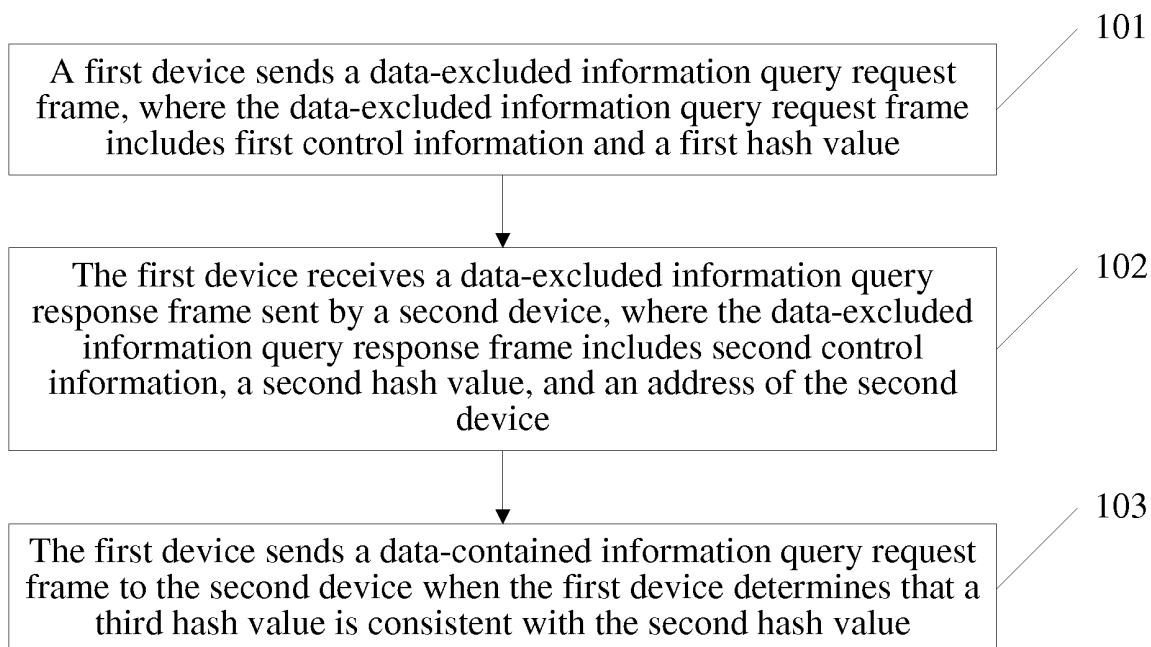 101
A first device sends a data-excluded information query request
frame, where the data-excluded information query request frame
includes first control information and a first hash value
102
The first device receives a data-excluded information query
response frame sent by a second device, where the data-excluded
information query response frame includes second control
information, a second hash value, and an address of the second
device
103
The first device sends a data-contained information query request
frame to the second device when the first device determines that a
third hash value is consistent with the second hash value